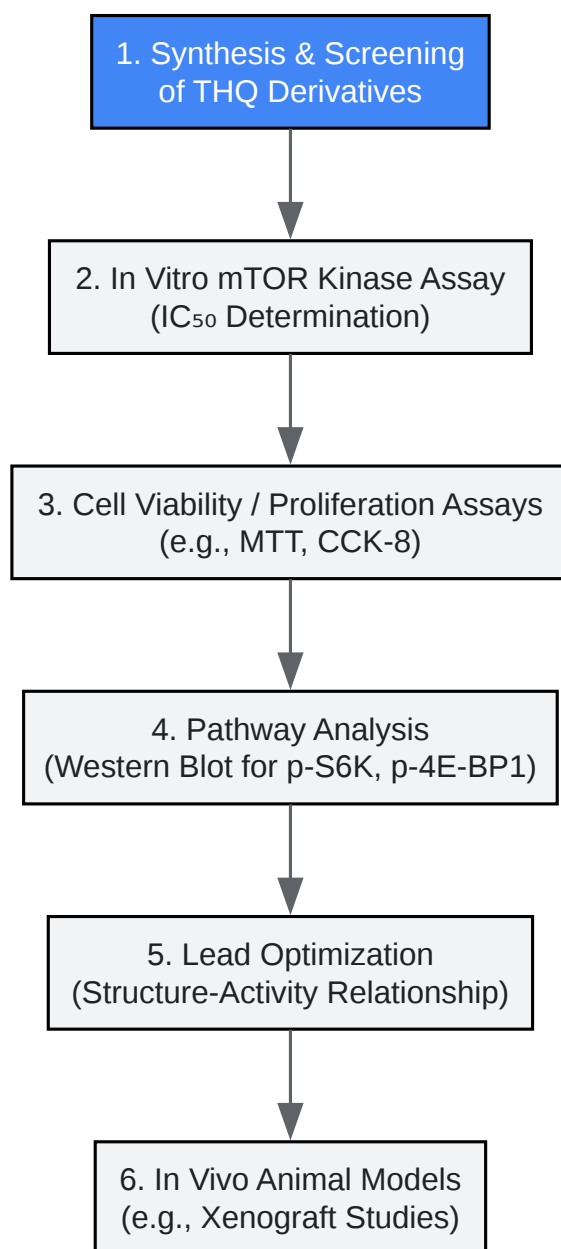 1. Synthesis & Screening
of THQ Derivatives
2. In Vitro mTOR Kinase Assay
(IC₅₀ Determination)
3. Cell Viability / Proliferation Assays
(e.g., MTT, CCK-8)
4. Pathway Analysis
(Western Blot for p-S6K, p-4E-BP1)
5. Lead Optimization
(Structure-Activity Relationship)
6. In Vivo Animal Models
(e.g., Xenograft Studies)